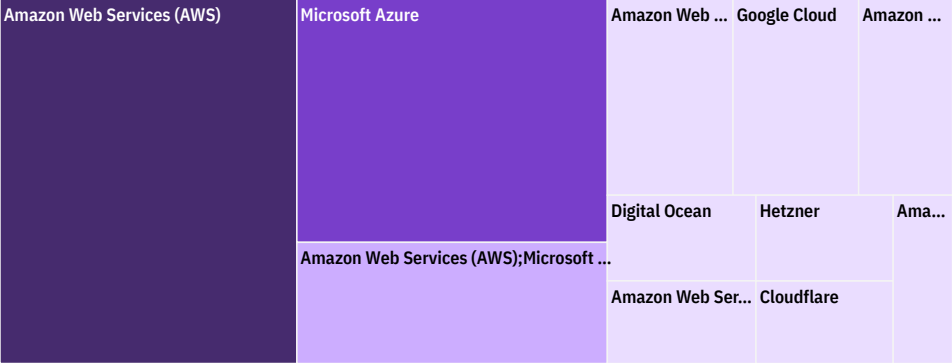 Amazon Web Services (AWS)
Microsoft Azure
Amazon Web Services (AWS);Microsoft ...
Amazon Web ...
Google Cloud
Amazon ...
Digital Ocean
Hetzner
Ama...
Amazon Web Ser...
Cloudflare